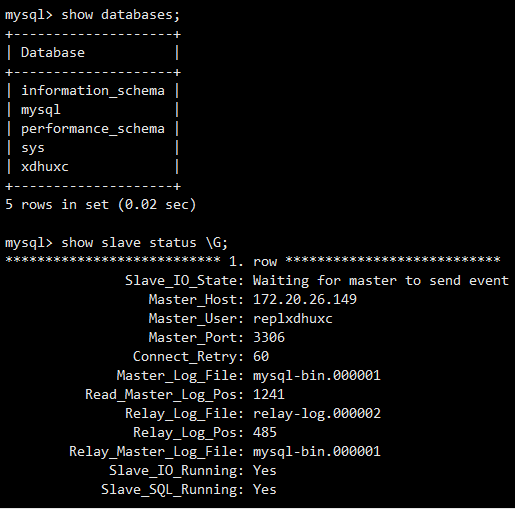 mysql> show databases;
+--------------------+
| Database           |
+--------------------+
| information_schema |
| mysql              |
| performance_schema |
| sys                |
| xdhuxc             |
+--------------------+
5 rows in set (0.02 sec)

mysql> show slave status \G;
*************************** 1. row ***************************
               Slave_IO_State: Waiting for master to send event
                  Master_Host: 172.20.26.149
                  Master_User: replxdhuxc
                  Master_Port: 3306
                Connect_Retry: 60
              Master_Log_File: mysql-bin.000001
          Read_Master_Log_Pos: 1241
               Relay_Log_File: relay-log.000002
                Relay_Log_Pos: 485
        Relay_Master_Log_File: mysql-bin.000001
             Slave_IO_Running: Yes
            Slave_SQL_Running: Yes